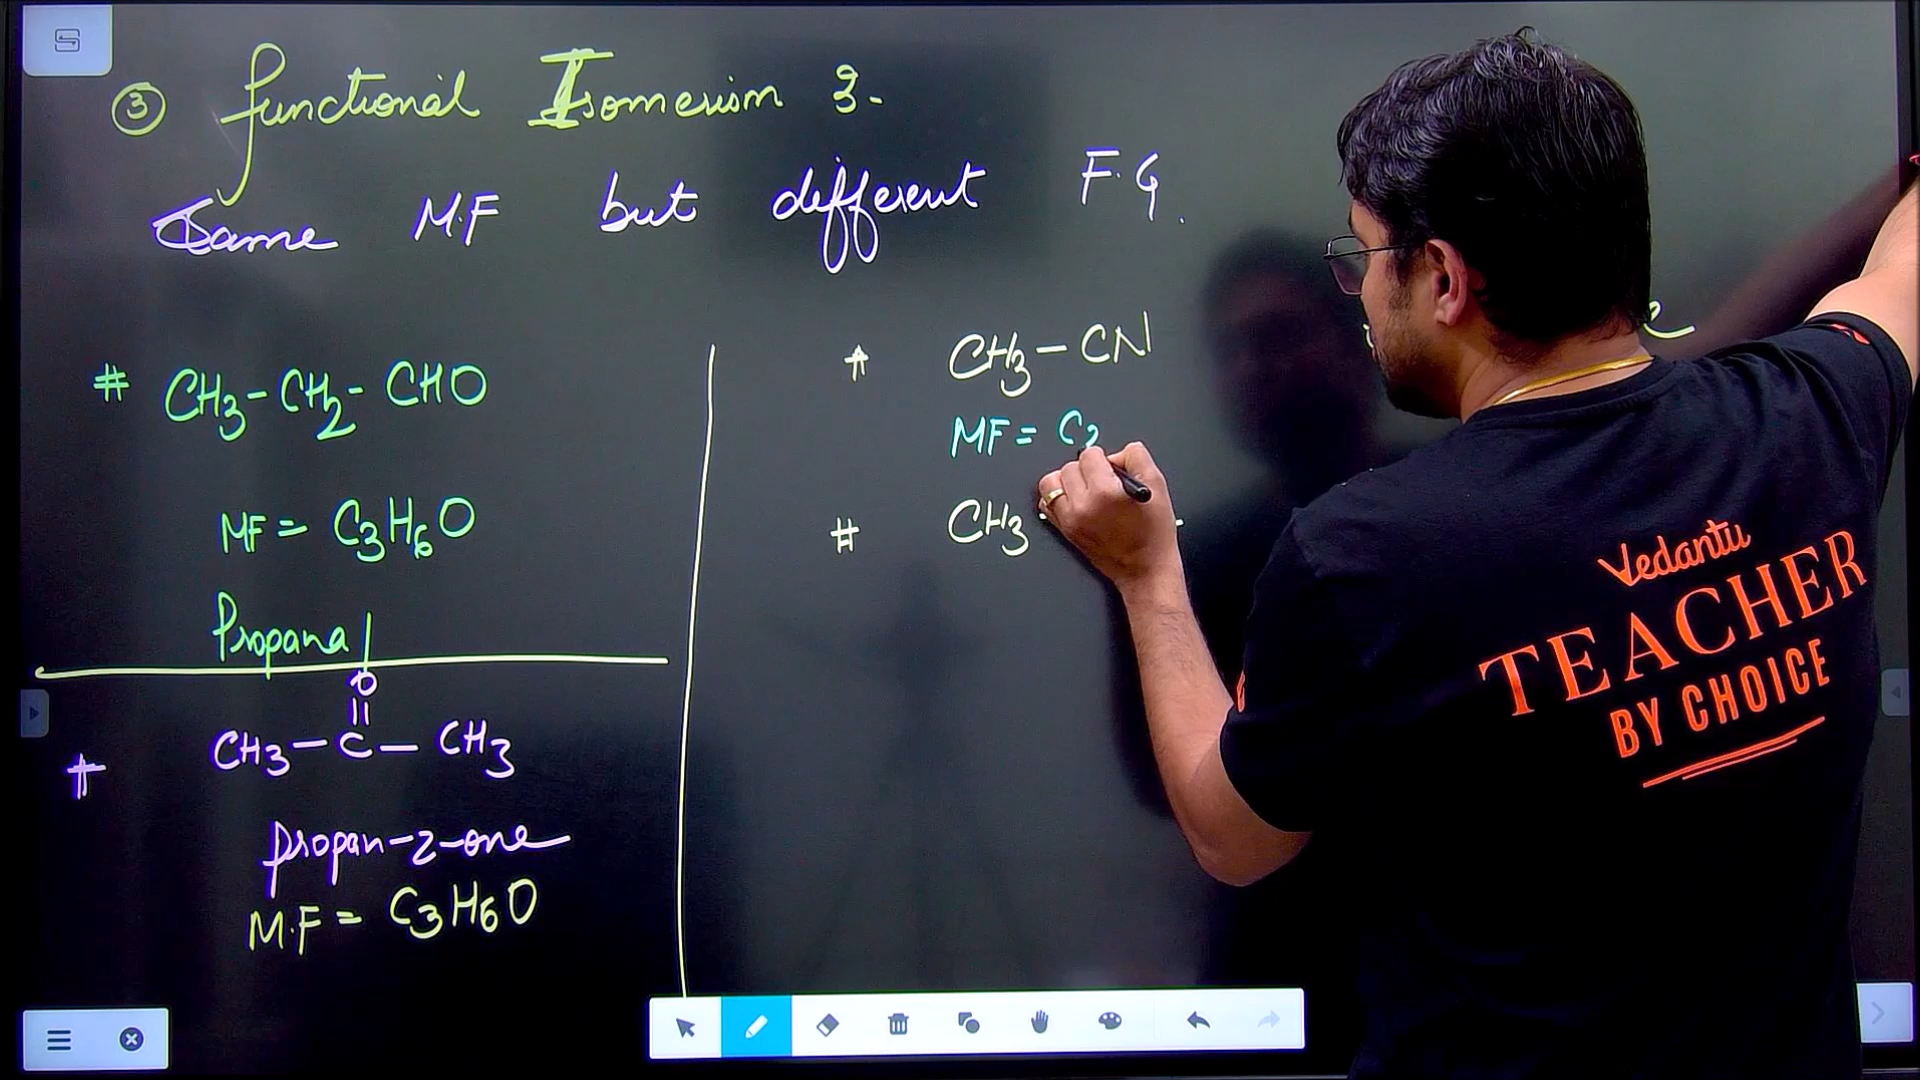 ③ Functional Isomerism :-
Same M.F but different F.G.
# CH3-CH2-CHO
MF = C3H6O
Propanal
O
||
# CH3-C-CH3
propan-2-one
M.F = C3H6O
# CH3-CN
MF = C2
# CH3
Vedantu
TEACHER
BY CHOICE